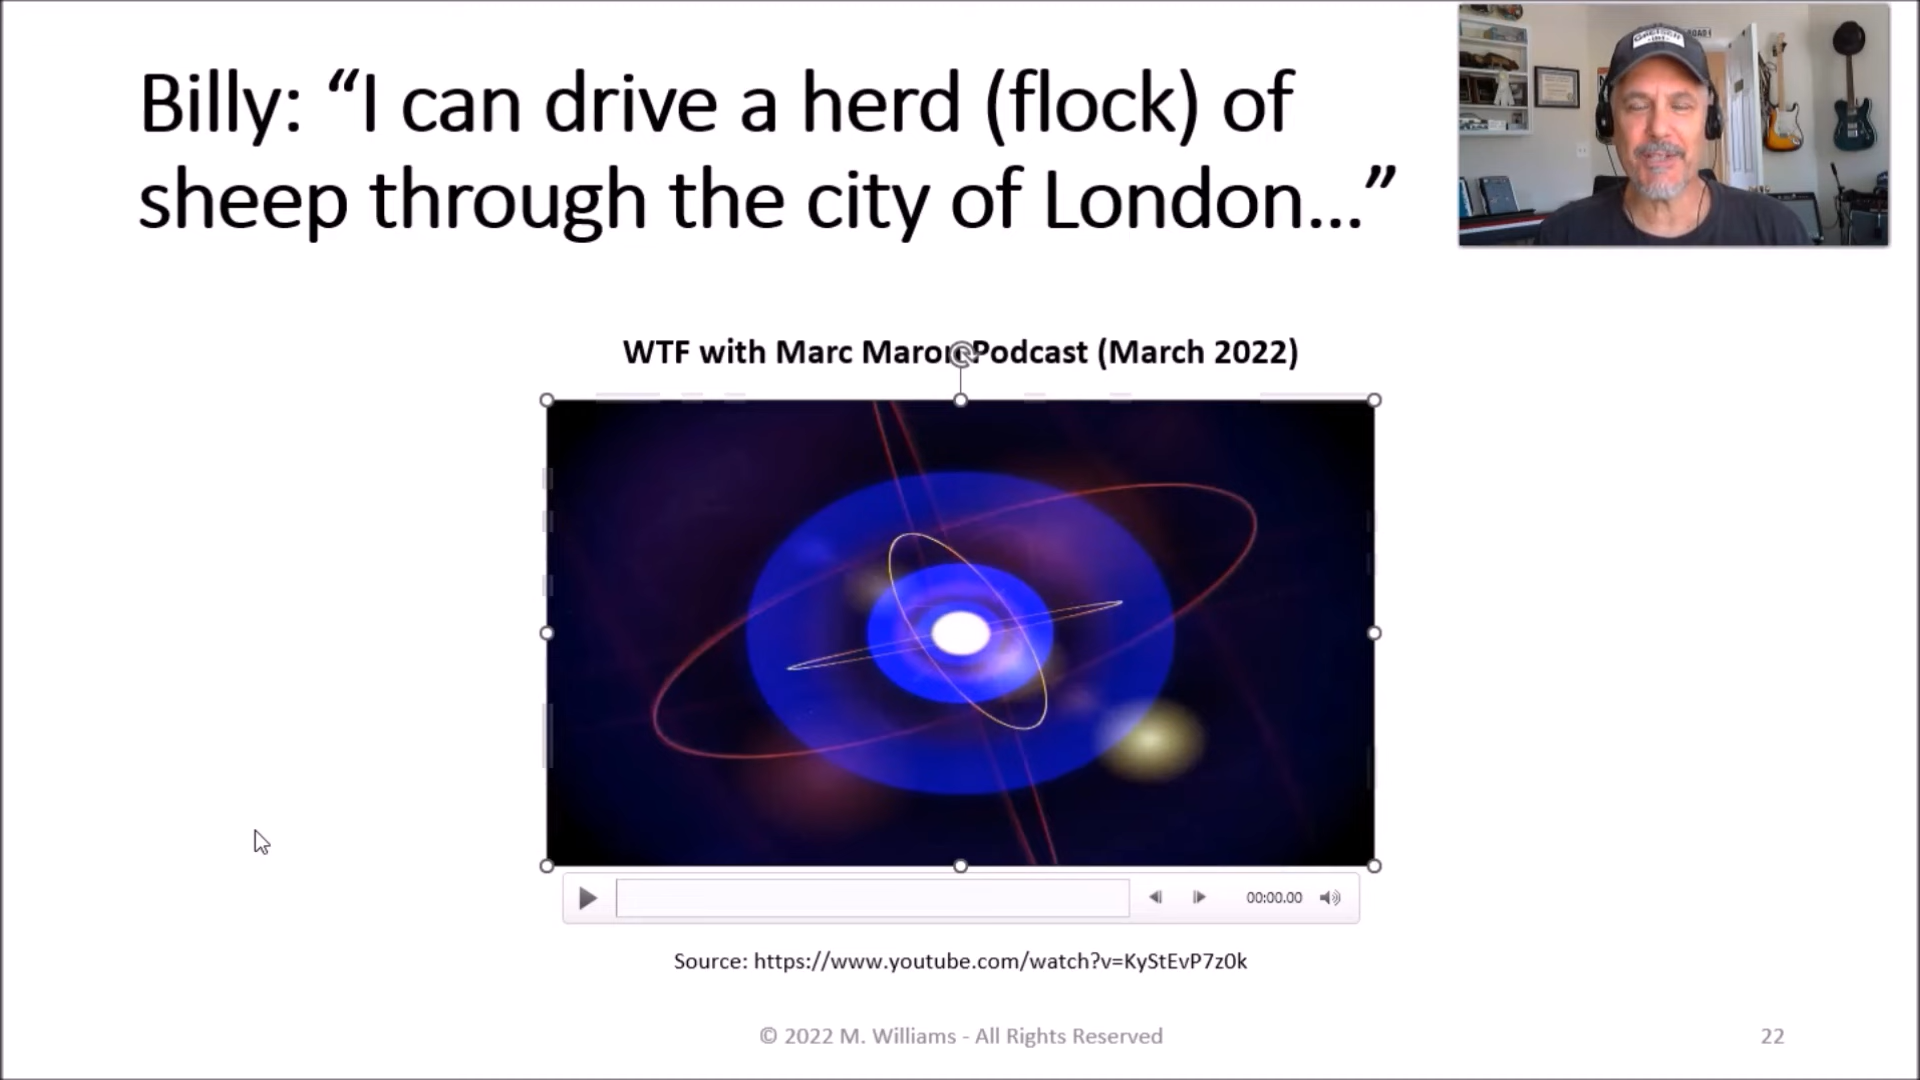 Billy: “I can drive a herd (flock) of
sheep through the city of London…”
WTF with Marc Maron Podcast (March 2022)
00:00.00
Source: https://www.youtube.com/watch?v=KyStEvP7z0k
© 2022 M. Williams - All Rights Reserved
22